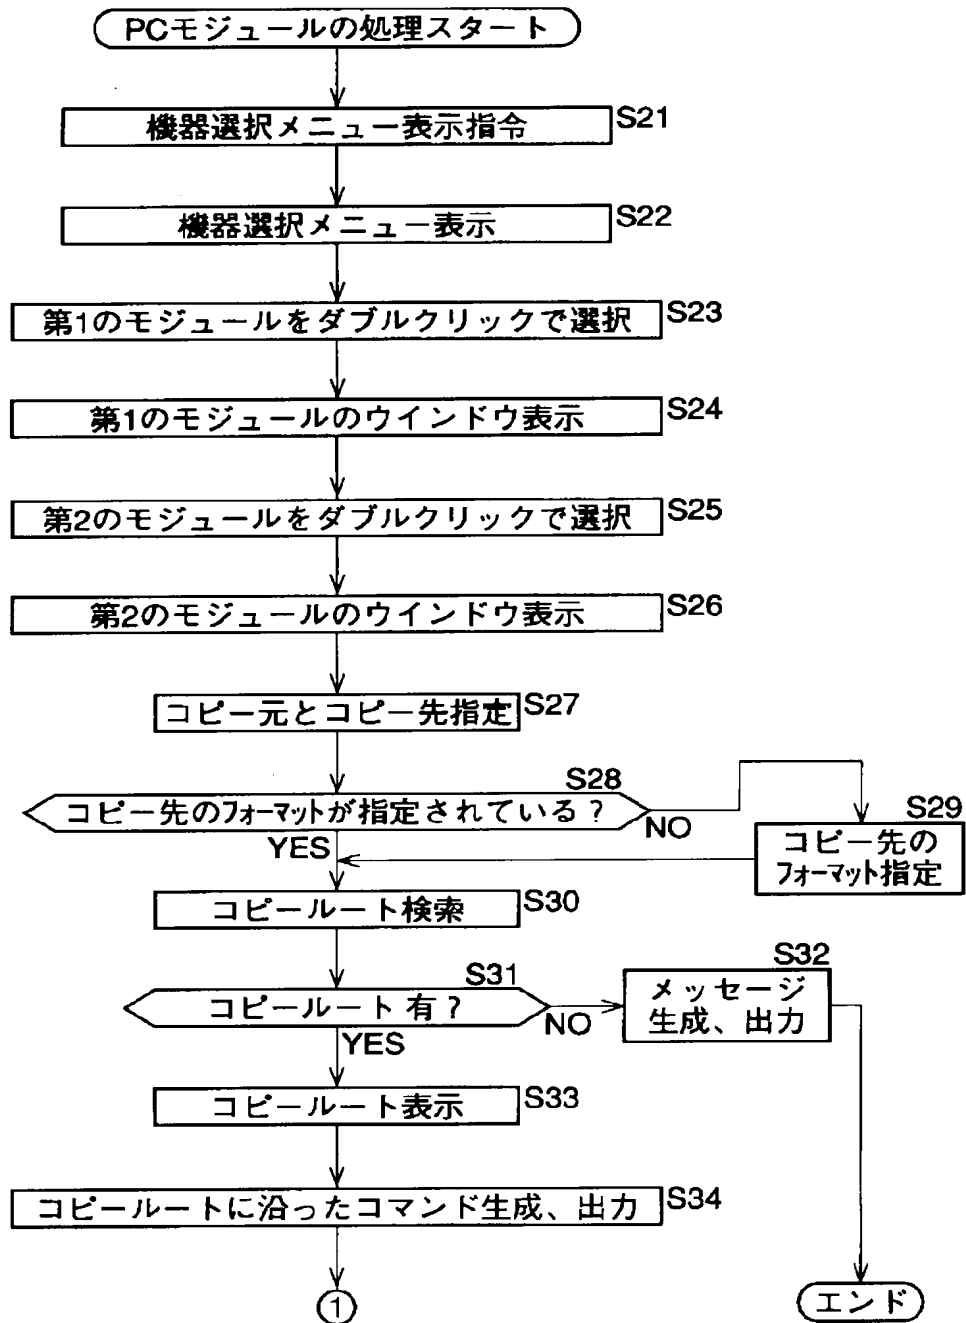 PCモジュールの処理スタート
機器選択メニュー表示指令 S21
機器選択メニュー表示 S22
第1のモジュールをダブルクリックで選択 S23
第1のモジュールのウインドウ表示 S24
第2のモジュールをダブルクリックで選択 S25
第2のモジュールのウインドウ表示 S26
コピー元とコピー先指定 S27
S28
コピー先のフォーマットが指定されている?
NO
YES
S29
コピー先の
フォーマット指定
コピールート検索 S30
S31
コピールート有?
NO
YES
S32
メッセージ
生成、出力
コピールート表示 S33
コピールートに沿ったコマンド生成、出力 S34
1
エンド